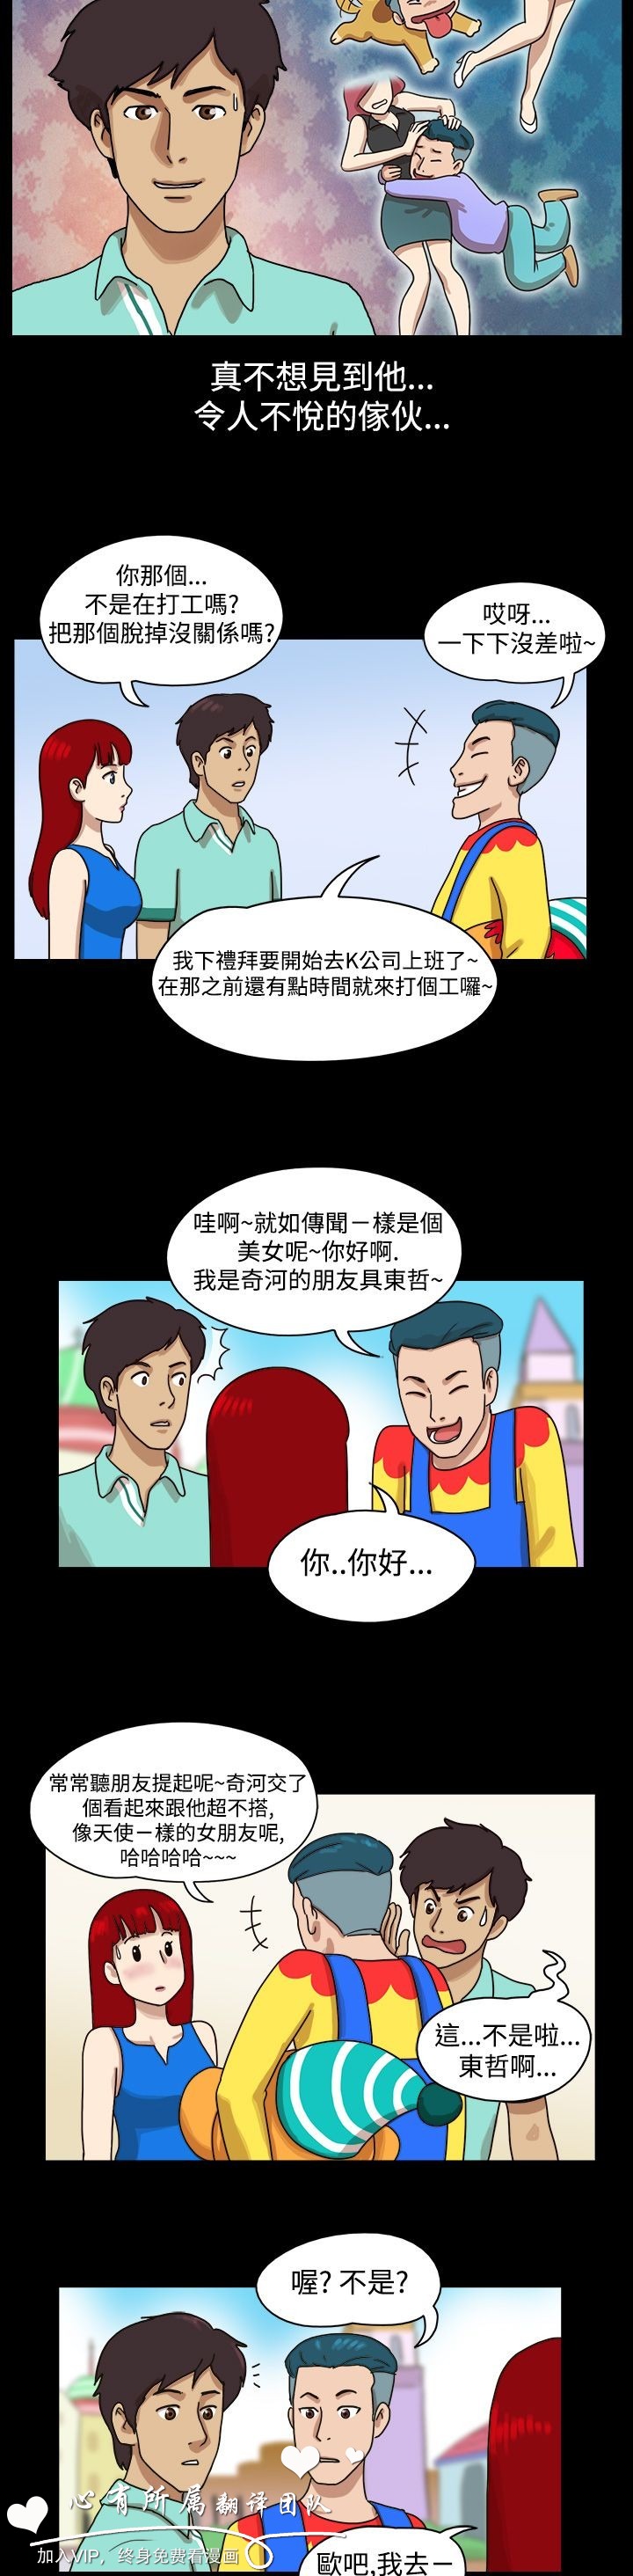 真不想見到他...
令人不悅的傢伙...
你那個...
不是在打工嗎?
把那個脫掉沒關係嗎?
哎呀...
一下下沒差啦~
我下禮拜要開始去K公司上班了~
在那之前還有點時間就來打個工囉~
哇啊~就如傳聞一樣是個
美女呢~你好啊.
我是奇河的朋友具東哲~
你..你好...
常常聽朋友提起呢~奇河交了
個看起來跟他超不搭,
像天使一樣的女朋友呢,
哈哈哈哈~~~
這...不是啦...
東哲啊...
喔? 不是?
心有所属翻译团队
加入VIP，终身免费看漫画
歐吧,我去一